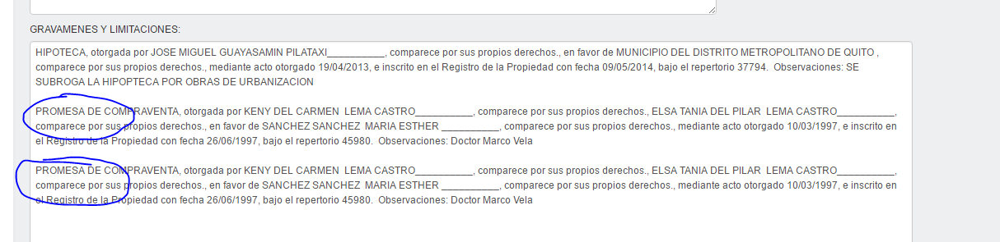 GRAVAMENES Y LIMITACIONES:
HIPOTECA, otorgada por JOSE MIGUEL GUAYASAMIN PILATAXI__________, comparece por sus propios derechos., en favor de MUNICIPIO DEL DISTRITO METROPOLITANO DE QUITO ,
comparece por sus propios derechos., mediante acto otorgado 19/04/2013, e inscrito en el Registro de la Propiedad con fecha 09/05/2014, bajo el repertorio 37794.  Observaciones: SE
SUBROGA LA HIPOPTECA POR OBRAS DE URBANIZACION
PROMESA DE COMPRAVENTA, otorgada por KENY DEL CARMEN  LEMA CASTRO__________, comparece por sus propios derechos., ELSA TANIA DEL PILAR  LEMA CASTRO__________,
comparece por sus propios derechos., en favor de SANCHEZ SANCHEZ  MARIA ESTHER __________, comparece por sus propios derechos., mediante acto otorgado 10/03/1997, e inscrito en
el Registro de la Propiedad con fecha 26/06/1997, bajo el repertorio 45980.  Observaciones: Doctor Marco Vela
PROMESA DE COMPRAVENTA, otorgada por KENY DEL CARMEN  LEMA CASTRO__________, comparece por sus propios derechos., ELSA TANIA DEL PILAR  LEMA CASTRO__________,
comparece por sus propios derechos., en favor de SANCHEZ SANCHEZ  MARIA ESTHER __________, comparece por sus propios derechos., mediante acto otorgado 10/03/1997, e inscrito en
el Registro de la Propiedad con fecha 26/06/1997, bajo el repertorio 45980.  Observaciones: Doctor Marco Vela